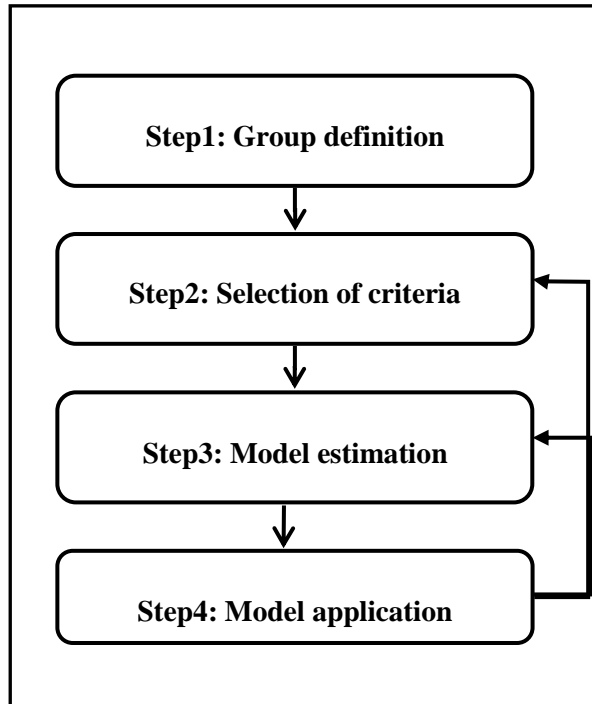 Step1: Group definition
Step2: Selection of criteria
Step3: Model estimation
Step4: Model application